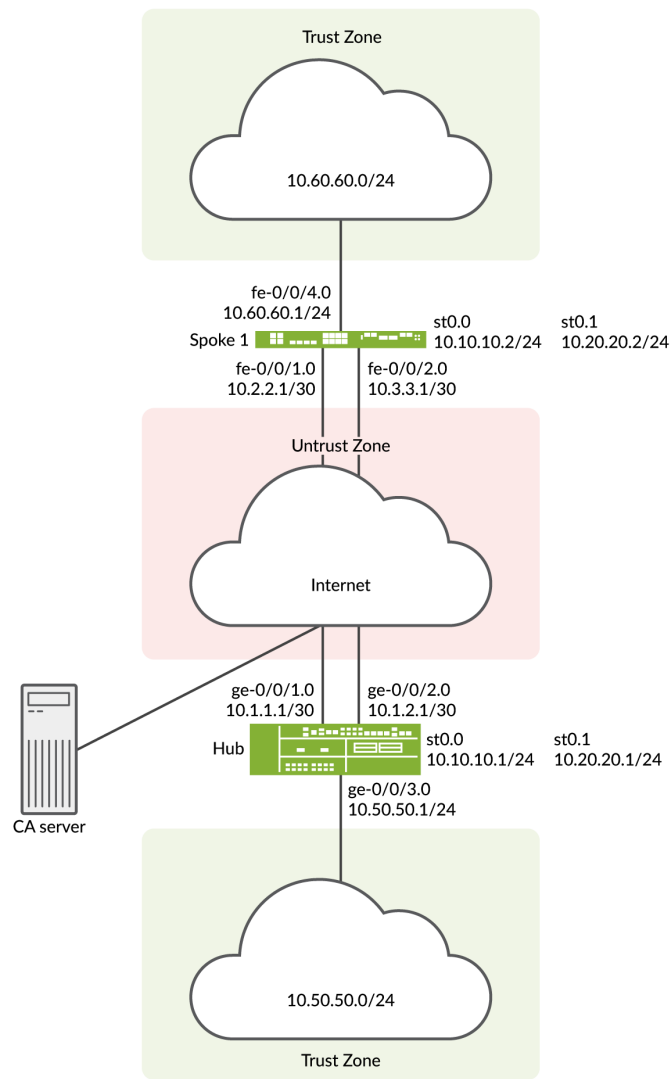 Trust Zone
10.60.60.0/24
fe-0/0/4.0
10.60.60.1/24
Spoke 1
st0.0
10.10.10.2/24
st0.1
10.20.20.2/24
fe-0/0/1.0
10.2.2.1/30
fe-0/0/2.0
10.3.3.1/30
Untrust Zone
Internet
ge-0/0/1.0
10.1.1.1/30
ge-0/0/2.0
10.1.2.1/30
Hub
st0.0
10.10.10.1/24
st0.1
10.20.20.1/24
ge-0/0/3.0
10.50.50.1/24
CA server
10.50.50.0/24
Trust Zone